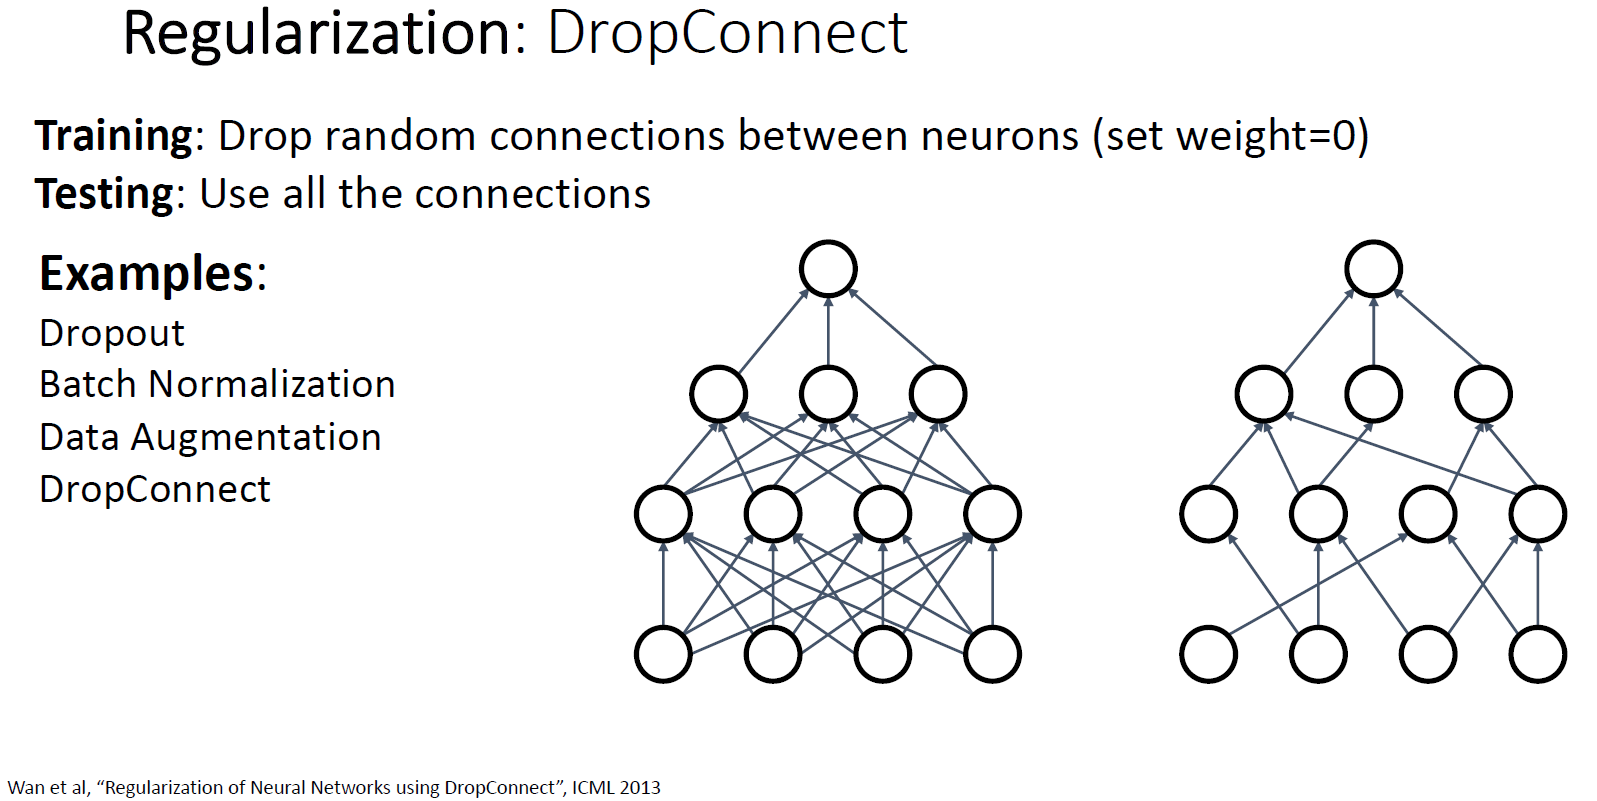 Regularization: DropConnect
Training: Drop random connections between neurons (set weight=0)
Testing: Use all the connections
Examples:
Dropout
Batch Normalization
Data Augmentation
DropConnect
Wan et al, “Regularization of Neural Networks using DropConnect”, ICML 2013